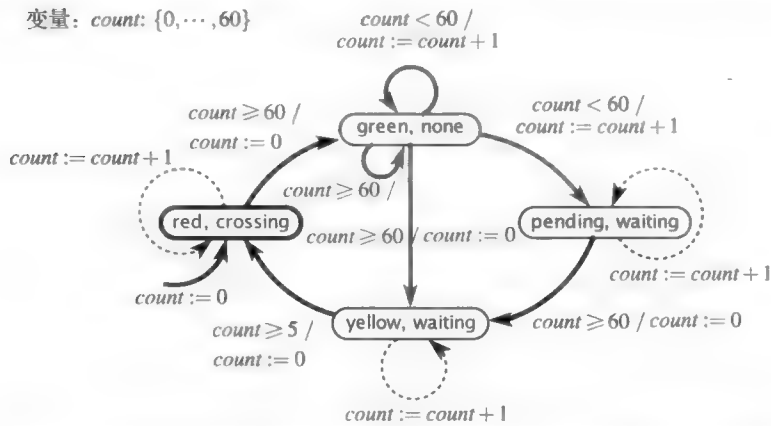 变量：count: {0, ⋯ , 60}
count < 60 /
count := count + 1
count ≥ 60 /
count := 0
green, none
count < 60 /
count := count + 1
count := count + 1
count ≥ 60 /
red, crossing
count ≥ 60 / count := 0
pending, waiting
count := 0
count := count + 1
count ≥ 5 /
count := 0
yellow, waiting
count ≥ 60 / count := 0
count := count + 1